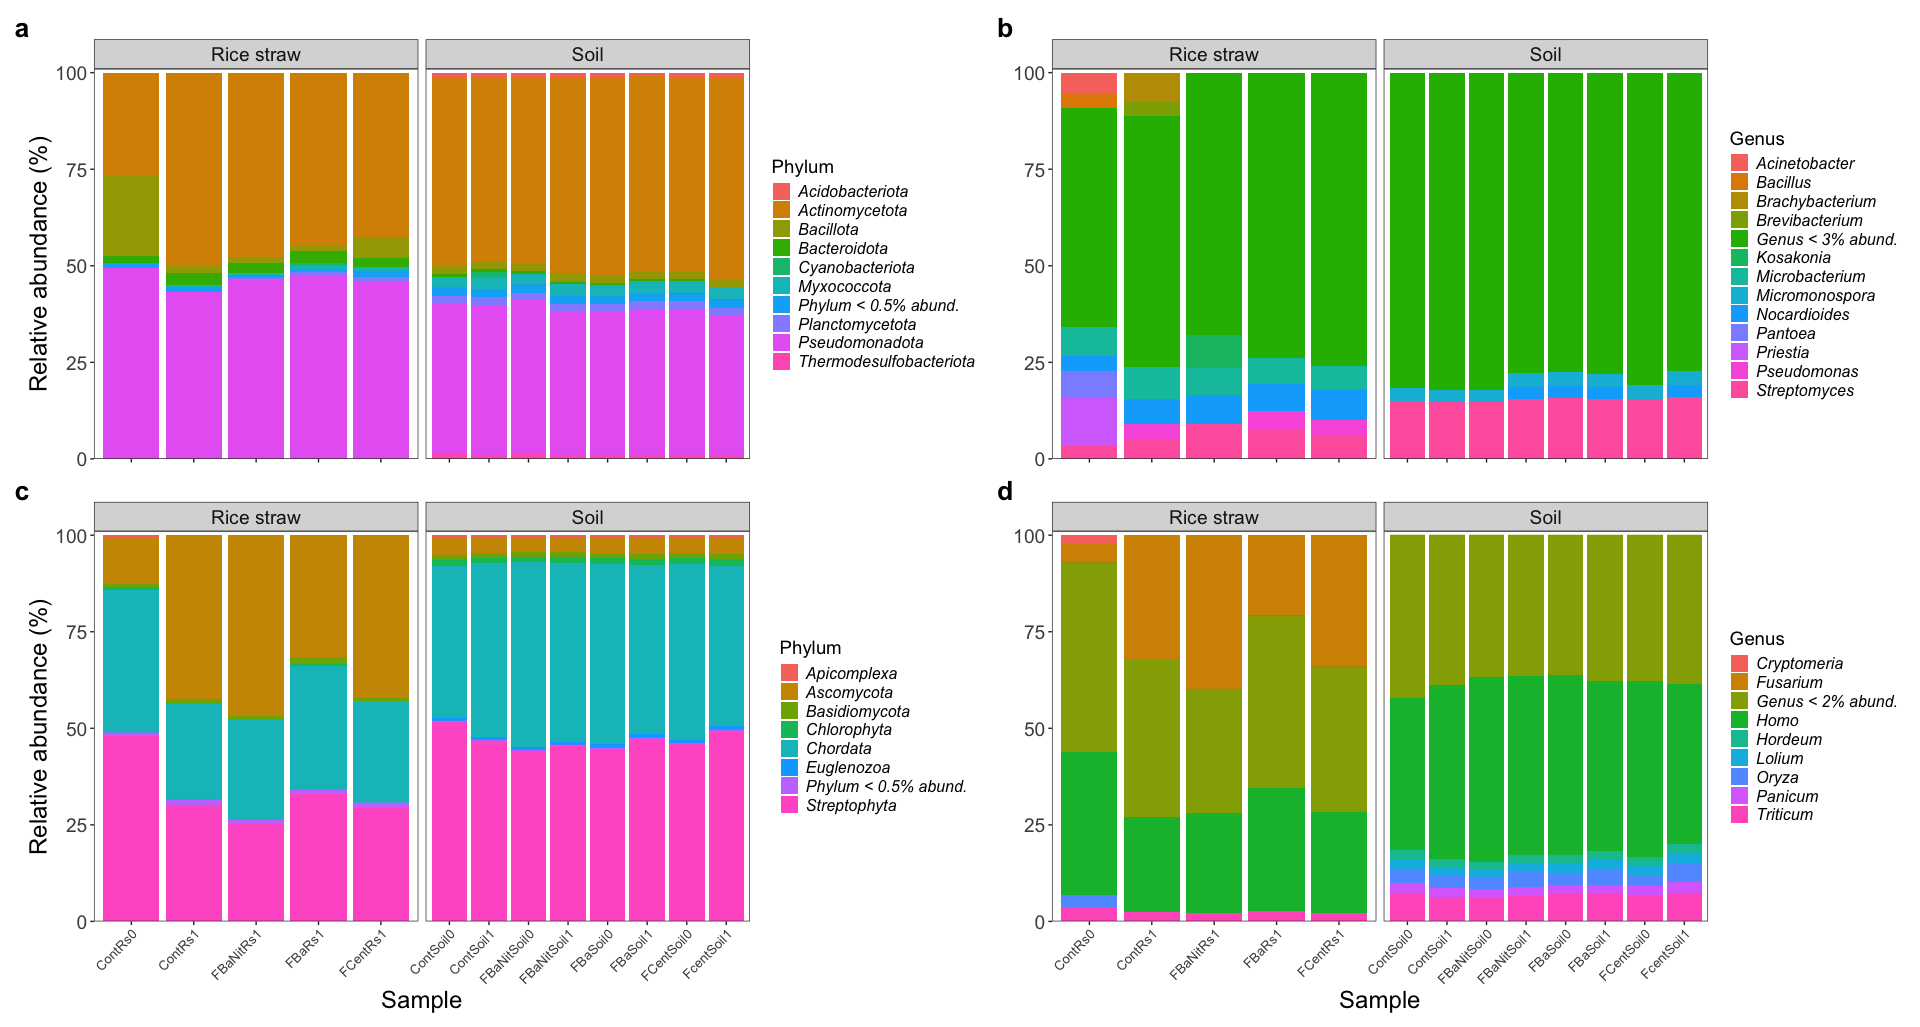 a
Rice straw
Soil
Relative abundance (%)
100
75
50
25
0
Phylum
Acidobacteriota
Actinomycetota
Bacillota
Bacteroidota
Cyanobacteriota
Myxococcota
Phylum < 0.5% abund.
Planctomycetota
Pseudomonadota
Thermodesulfobacteriota
b
Rice straw
Soil
100
75
50
25
0
Genus
Acinetobacter
Bacillus
Brachybacterium
Brevibacterium
Genus < 3% abund.
Kosakonia
Microbacterium
Micromonospora
Nocardioides
Pantoea
Priestia
Pseudomonas
Streptomyces
c
Rice straw
Soil
Relative abundance (%)
100
75
50
25
0
ContRs0
ContRs1
FBaNitRs1
FBaRs1
FCentRs1
ContSoil0
ContSoil1
FBaNitSoil0
FBaNitSoil1
FBaSoil0
FBaSoil1
FCentSoil0
FcentSoil1
Sample
Phylum
Apicomplexa
Ascomycota
Basidiomycota
Chlorophyta
Chordata
Euglenozoa
Phylum < 0.5% abund.
Streptophyta
d
Rice straw
Soil
100
75
50
25
0
ContRs0
ContRs1
FBaNitRs1
FBaRs1
FCentRs1
ContSoil0
ContSoil1
FBaNitSoil0
FBaNitSoil1
FBaSoil0
FBaSoil1
FCentSoil0
FcentSoil1
Sample
Genus
Cryptomeria
Fusarium
Genus < 2% abund.
Homo
Hordeum
Lolium
Oryza
Panicum
Triticum